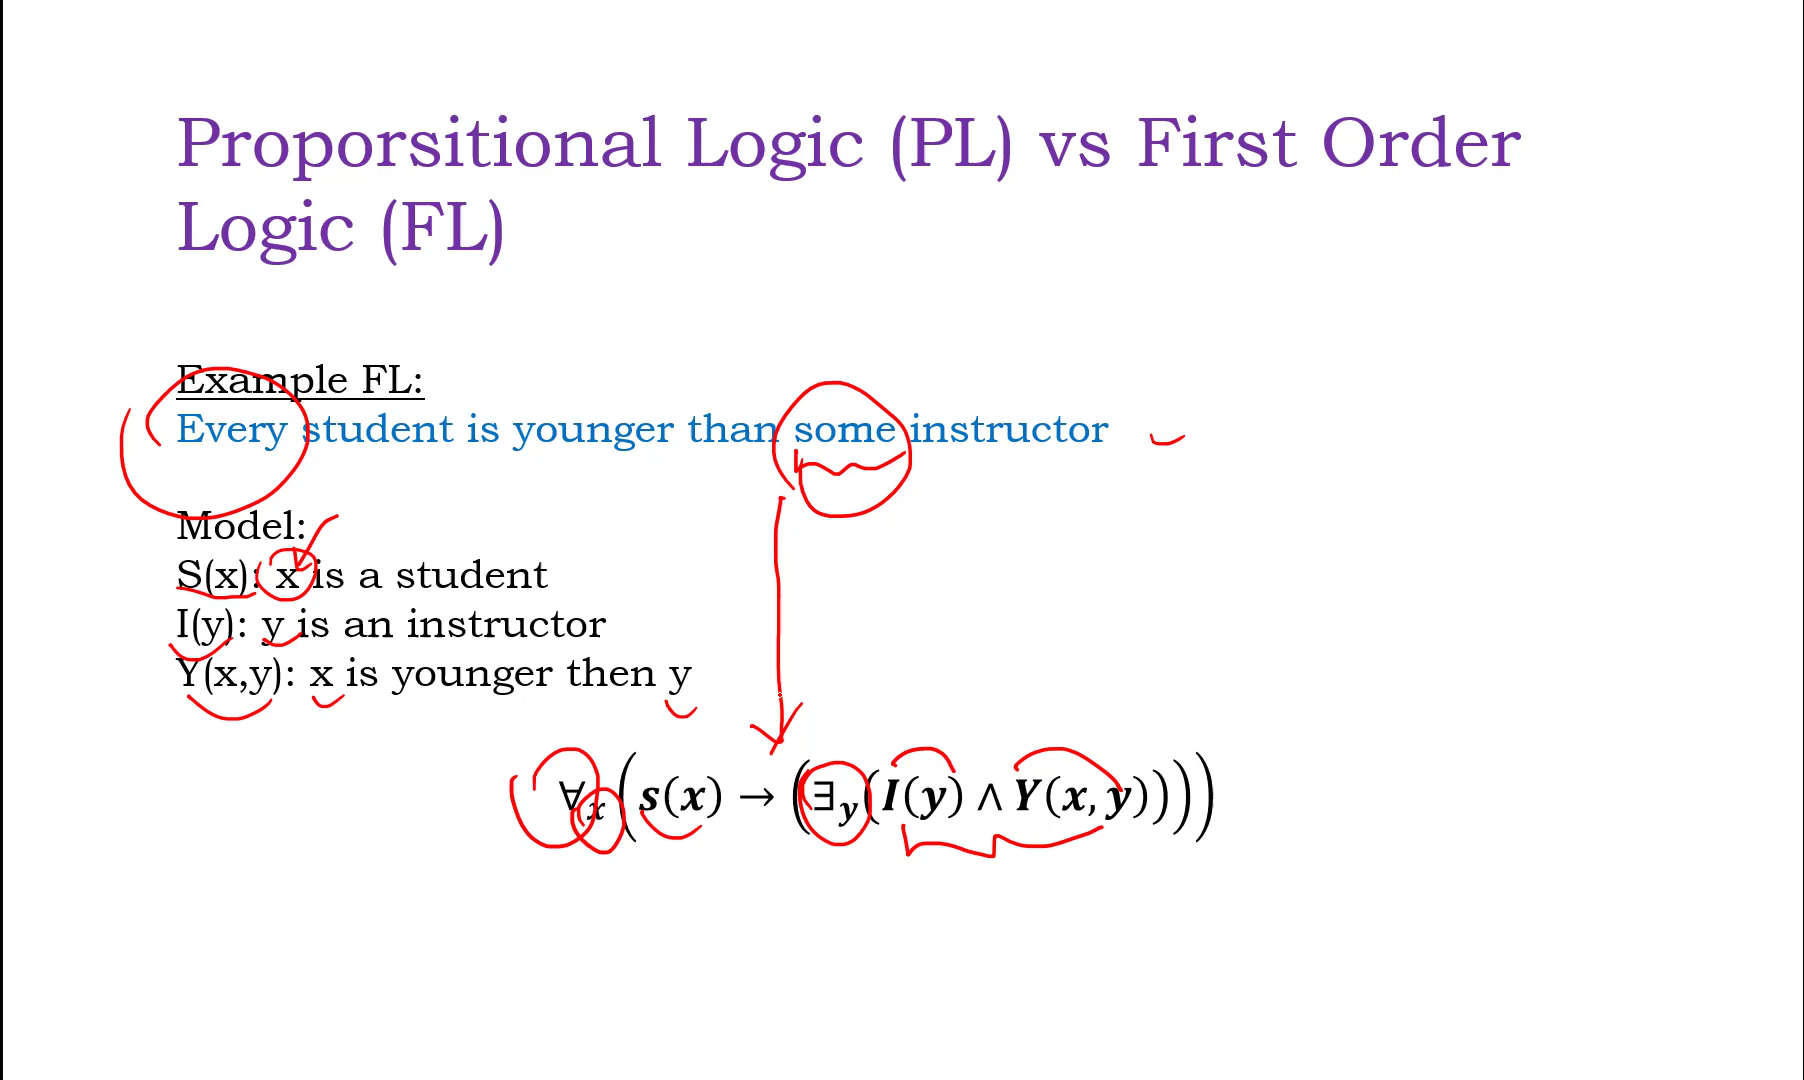 Proporsitional Logic (PL) vs First Order
Logic (FL)
Example FL:
Every student is younger than some instructor
Model:
S(x): x is a student
I(y): y is an instructor
Y(x,y): x is younger then y
∀x(s(x) → (∃y(I(y) ∧ Y(x, y))))